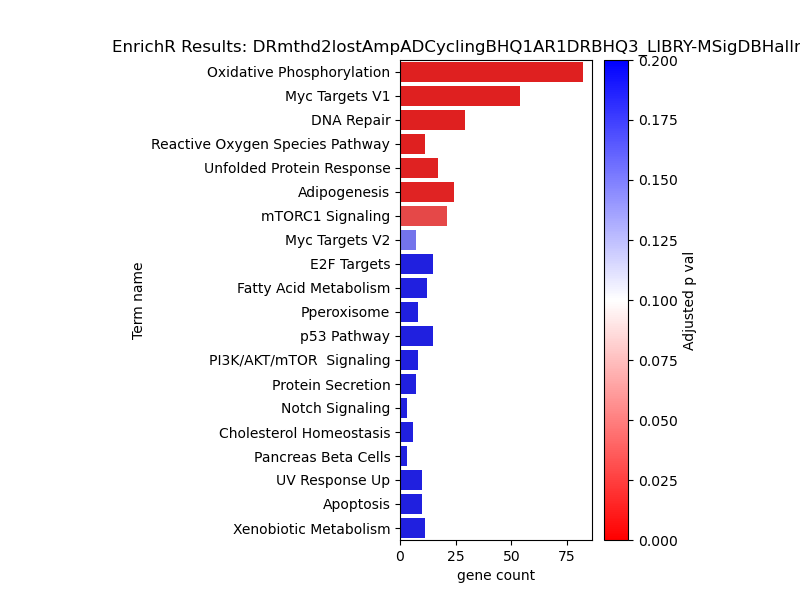 EnrichR Results: DRmthd2lostAmpADCyclingBHQ1AR1DRBHQ3_LIBRY-MSigDBHallr
Oxidative Phosphorylation
Myc Targets V1
DNA Repair
Reactive Oxygen Species Pathway
Unfolded Protein Response
Adipogenesis
mTORC1 Signaling
Myc Targets V2
E2F Targets
Fatty Acid Metabolism
Pperoxisome
p53 Pathway
PI3K/AKT/mTOR  Signaling
Protein Secretion
Notch Signaling
Cholesterol Homeostasis
Pancreas Beta Cells
UV Response Up
Apoptosis
Xenobiotic Metabolism
Term name
0 25 50 75
gene count
0.200
0.175
0.150
0.125
0.100
0.075
0.050
0.025
0.000
Adjusted p val